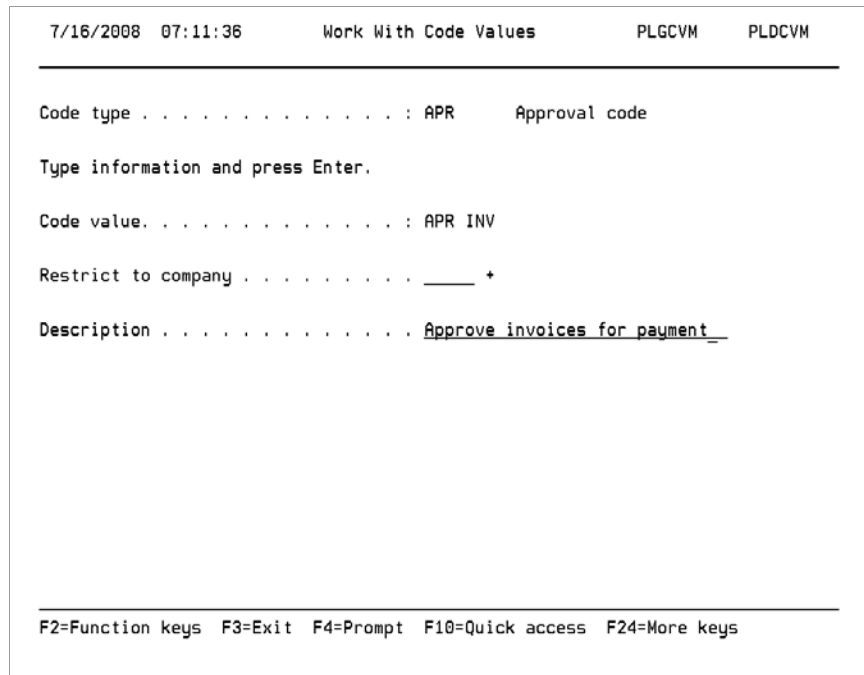 7/16/2008 07:11:36 Work With Code Values PLGCVM PLDCVM
Code type . . . . . . . . . . . . . : APR Approval code
Type information and press Enter.
Code value. . . . . . . . . . . . . : APR INV
Restrict to company . . . . . . . . . _____ +
Description . . . . . . . . . . . . . Approve invoices for payment_
F2=Function keys F3=Exit F4=Prompt F10=Quick access F24=More keys